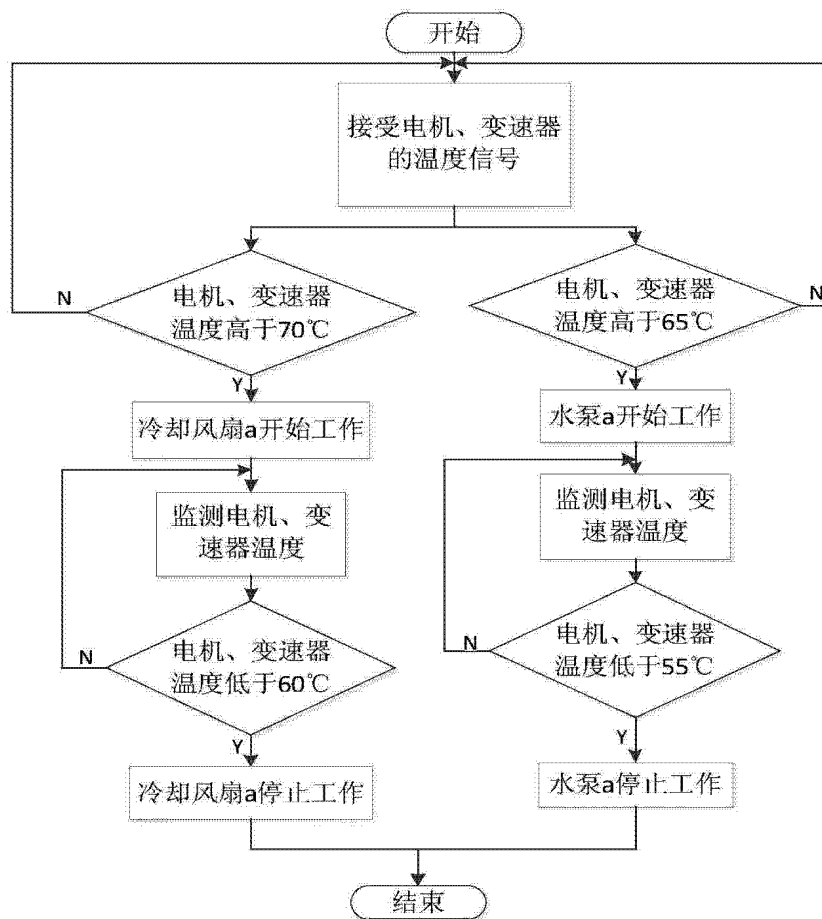 开始
接受电机、变速器
的温度信号
电机、变速器
温度高于70℃
N
Y
电机、变速器
温度高于65℃
N
Y
冷却风扇a开始工作
水泵a开始工作
监测电机、变
速器温度
监测电机、变
速器温度
电机、变速器
温度低于60℃
N
Y
电机、变速器
温度低于55℃
N
Y
冷却风扇a停止工作
水泵a停止工作
结束